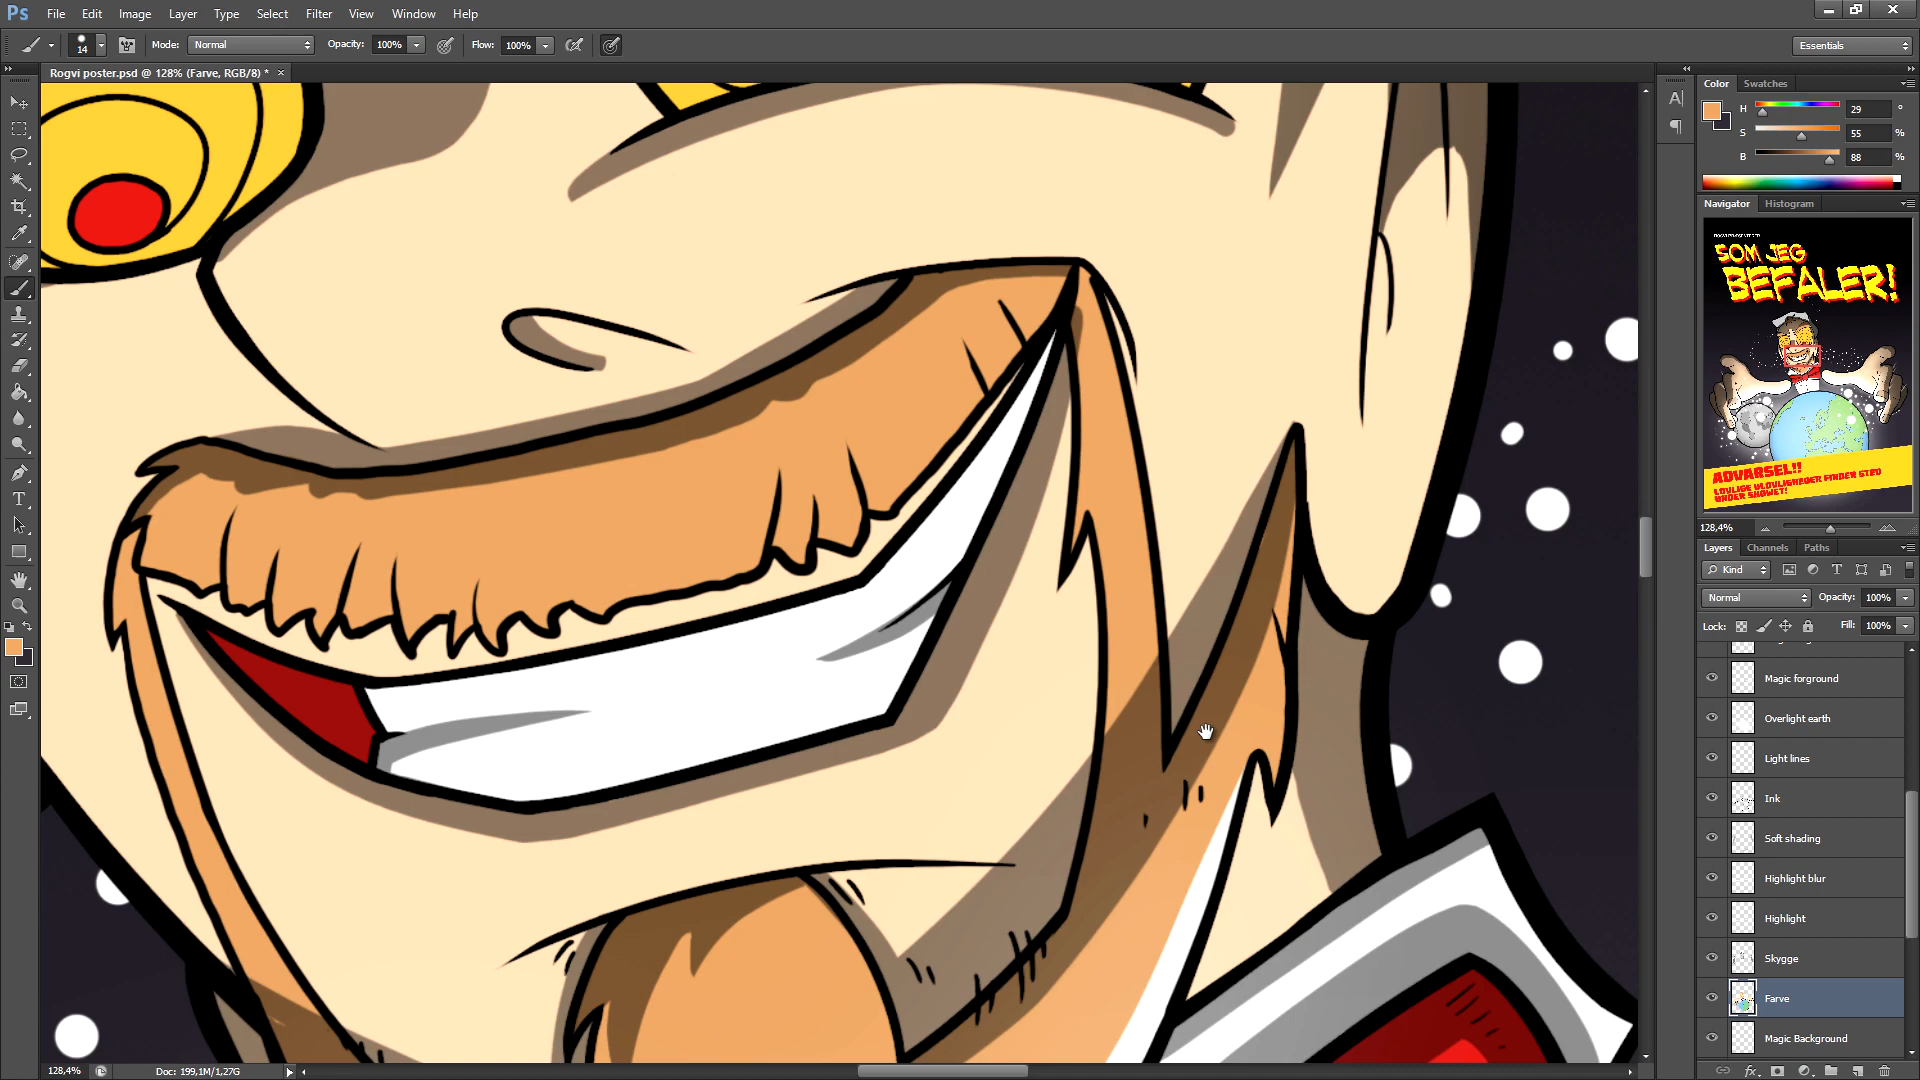 Ps File Edit Image Layer Type Select Filter View Window Help
14 Mode: Normal Opacity: 100% Flow: 100% Essentials
Rogvi poster.psd @ 128% (Farve, RGB/8) * ×
Color Swatches
H 29 °
S 55 %
B 88 %
Navigator Histogram
SOM JEG
BEFALER!
ADVARSEL!!
UNDER SHOWET!
128,4%
Layers Channels Paths
Kind
Normal Opacity: 100%
Lock: Fill: 100%
Magic forground
Overlight earth
Light lines
Ink
Soft shading
Highlight blur
Highlight
Skygge
Farve
Magic Background
128,4% Doc: 199,1M/1,27G